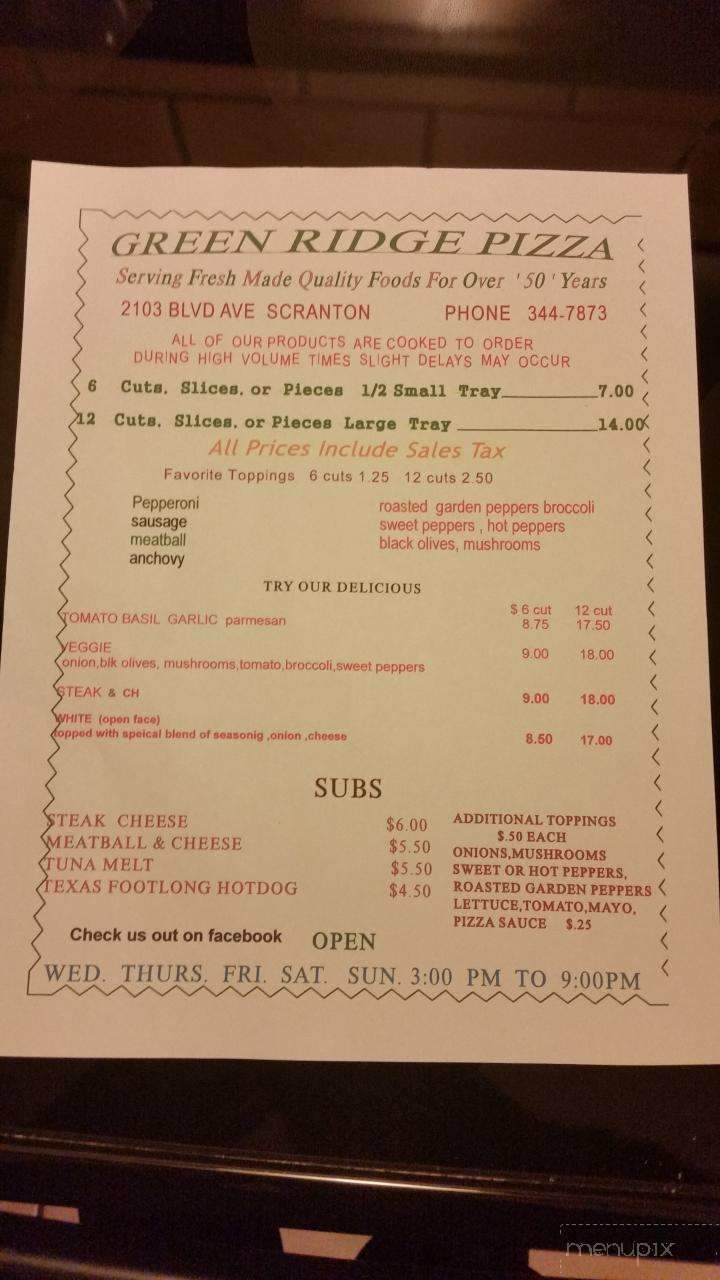 GREEN RIDGE PIZZA
Serving Fresh Made Quality Foods For Over '50' Years
2103 BLVD AVE SCRANTON PHONE 344-7873
ALL OF OUR PRODUCTS ARE COOKED TO ORDER
DURING HIGH VOLUME TIMES SLIGHT DELAYS MAY OCCUR
6 Cuts, Slices, or Pieces 1/2 Small Tray 7.00
12 Cuts, Slices, or Pieces Large Tray 14.00
All Prices Include Sales Tax
Favorite Toppings 6 cuts 1.25 12 cuts 2.50
Pepperoni
sausage
meatball
anchovy
roasted garden peppers broccoli
sweet peppers , hot peppers
black olives, mushrooms
TRY OUR DELICIOUS
$ 6 cut 12 cut
TOMATO BASIL GARLIC parmesan 8.75 17.50
VEGGIE 9.00 18.00
onion,blk olives, mushrooms,tomato,broccoli,sweet peppers
STEAK & CH 9.00 18.00
WHITE (open face)
topped with speical blend of seasonig ,onion ,cheese 8.50 17.00
SUBS
STEAK CHEESE $6.00
MEATBALL & CHEESE $5.50
TUNA MELT $5.50
TEXAS FOOTLONG HOTDOG $4.50
ADDITIONAL TOPPINGS
$.50 EACH
ONIONS,MUSHROOMS
SWEET OR HOT PEPPERS,
ROASTED GARDEN PEPPERS
LETTUCE,TOMATO,MAYO,
PIZZA SAUCE $.25
Check us out on facebook OPEN
WED. THURS. FRI. SAT. SUN. 3:00 PM TO 9:00PM
menupix